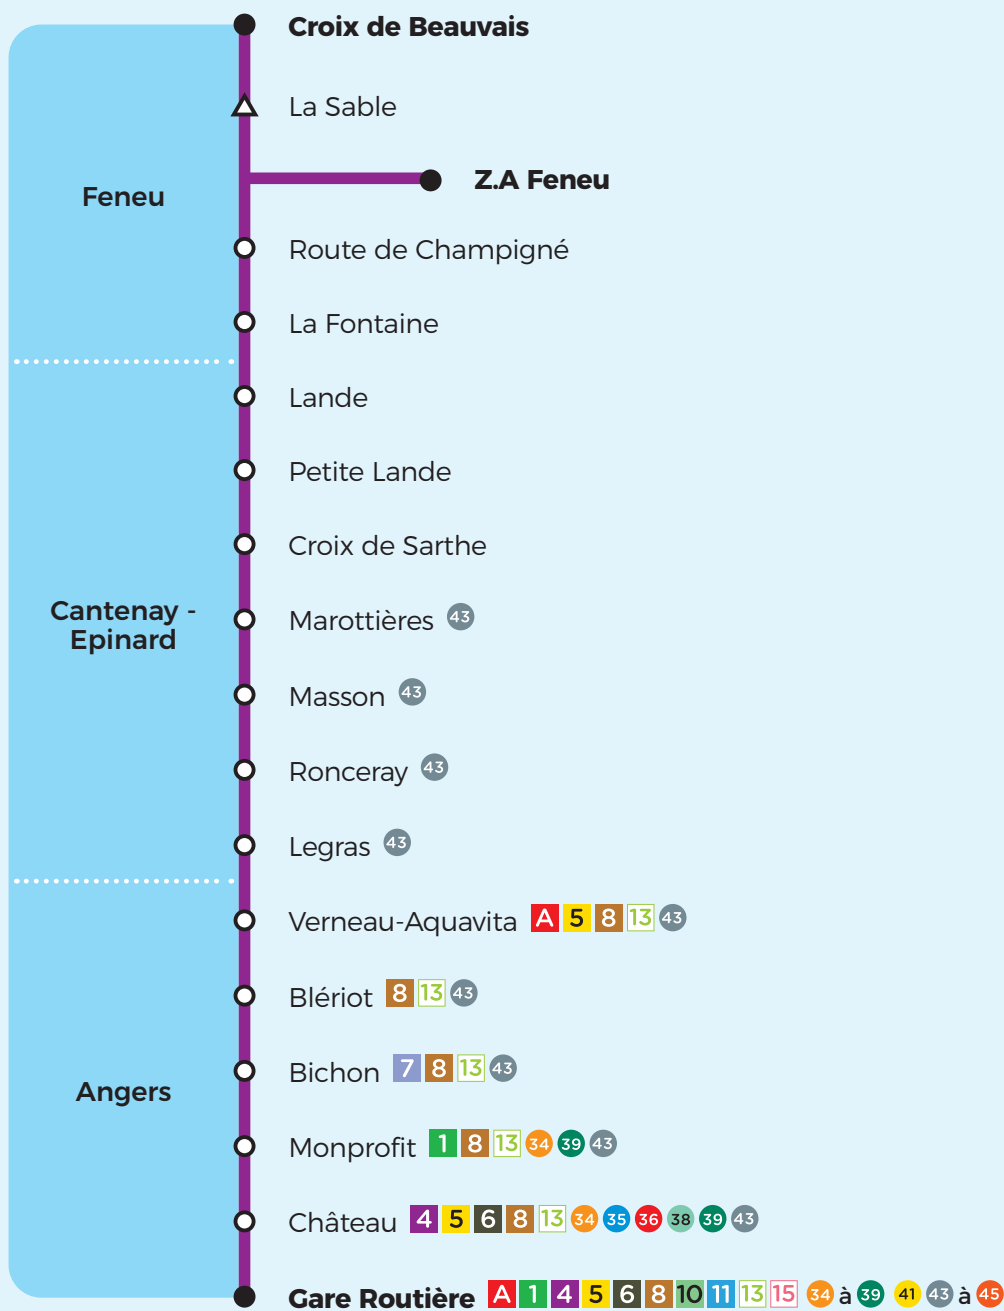 Croix de Beauvais
La Sable
Z.A Feneu
Feneu
Route de Champigné
La Fontaine
Lande
Petite Lande
Croix de Sarthe
Cantenay -
Epinard
Marottières 43
Masson 43
Ronceray 43
Legras 43
Verneau-Aquavita A 5 8 13 43
Blériot 8 13 43
Bichon 7 8 13 43
Angers
Monprofit 1 8 13 34 39 43
Château 4 5 6 8 13 34 35 36 38 39 43
Gare Routière A 1 4 5 6 8 10 11 13 15 34 à 39 41 43 à 45